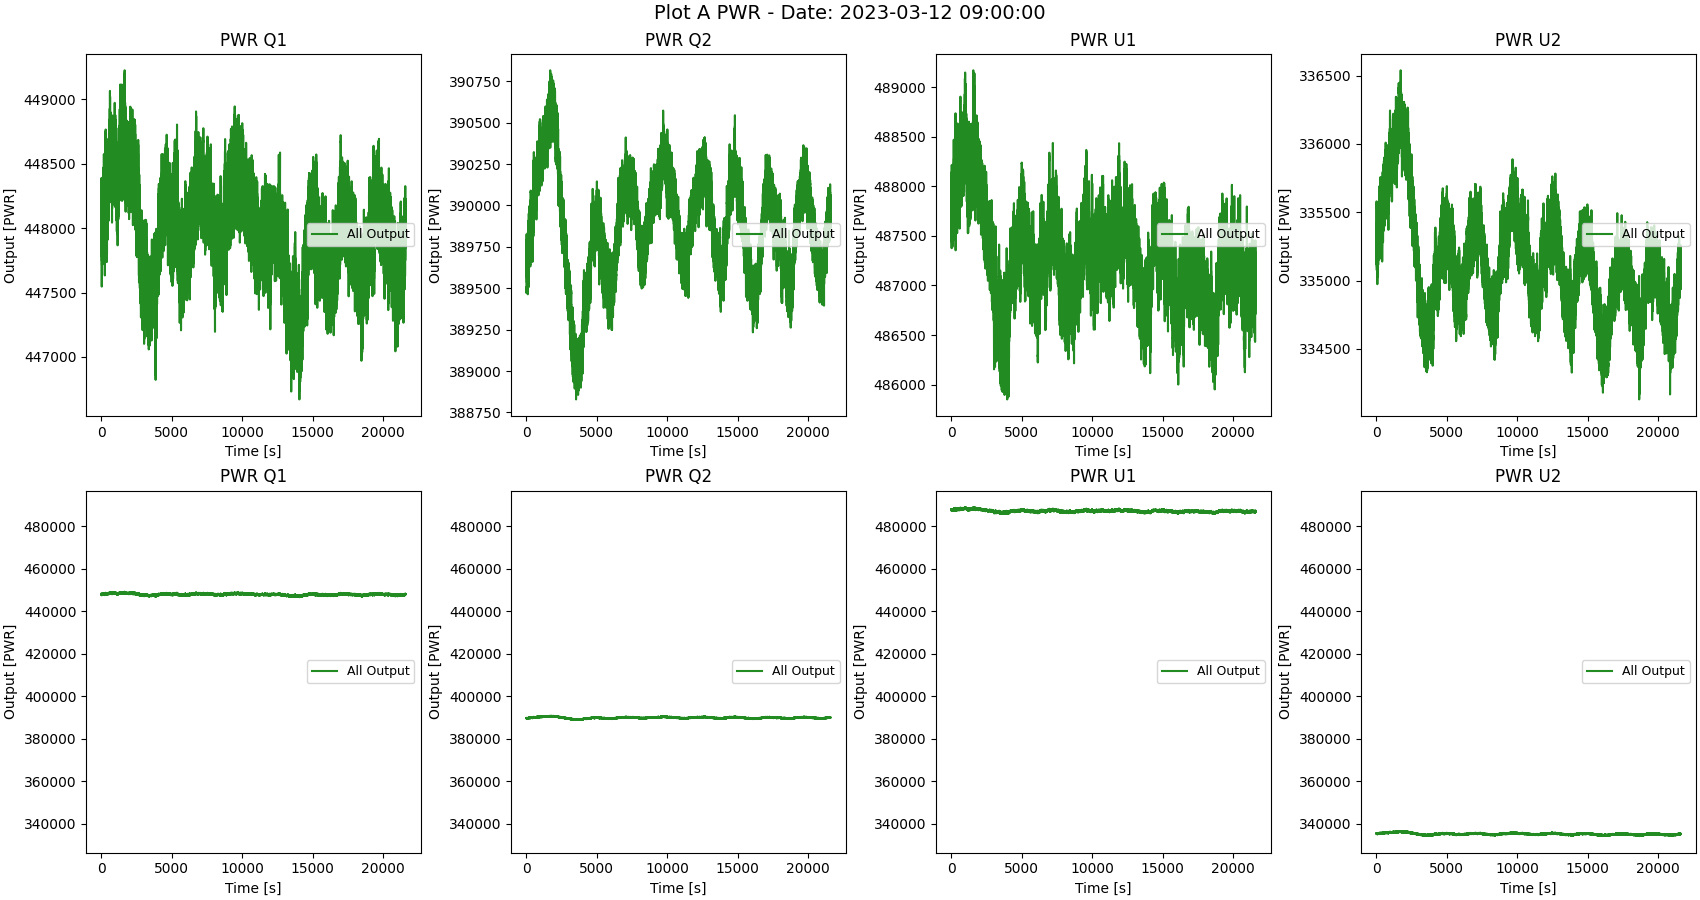 Plot A PWR - Date: 2023-03-12 09:00:00
PWR Q1
Output [PWR]
449000
448500
448000
447500
447000
All Output
0 5000 10000 15000 20000
Time [s]
PWR Q2
Output [PWR]
390750
390500
390250
390000
389750
389500
389250
389000
388750
All Output
0 5000 10000 15000 20000
Time [s]
PWR U1
Output [PWR]
489000
488500
488000
487500
487000
486500
486000
All Output
0 5000 10000 15000 20000
Time [s]
PWR U2
Output [PWR]
336500
336000
335500
335000
334500
All Output
0 5000 10000 15000 20000
Time [s]
PWR Q1
Output [PWR]
480000
460000
440000
420000
400000
380000
360000
340000
All Output
0 5000 10000 15000 20000
Time [s]
PWR Q2
Output [PWR]
480000
460000
440000
420000
400000
380000
360000
340000
All Output
0 5000 10000 15000 20000
Time [s]
PWR U1
Output [PWR]
480000
460000
440000
420000
400000
380000
360000
340000
All Output
0 5000 10000 15000 20000
Time [s]
PWR U2
Output [PWR]
480000
460000
440000
420000
400000
380000
360000
340000
All Output
0 5000 10000 15000 20000
Time [s]